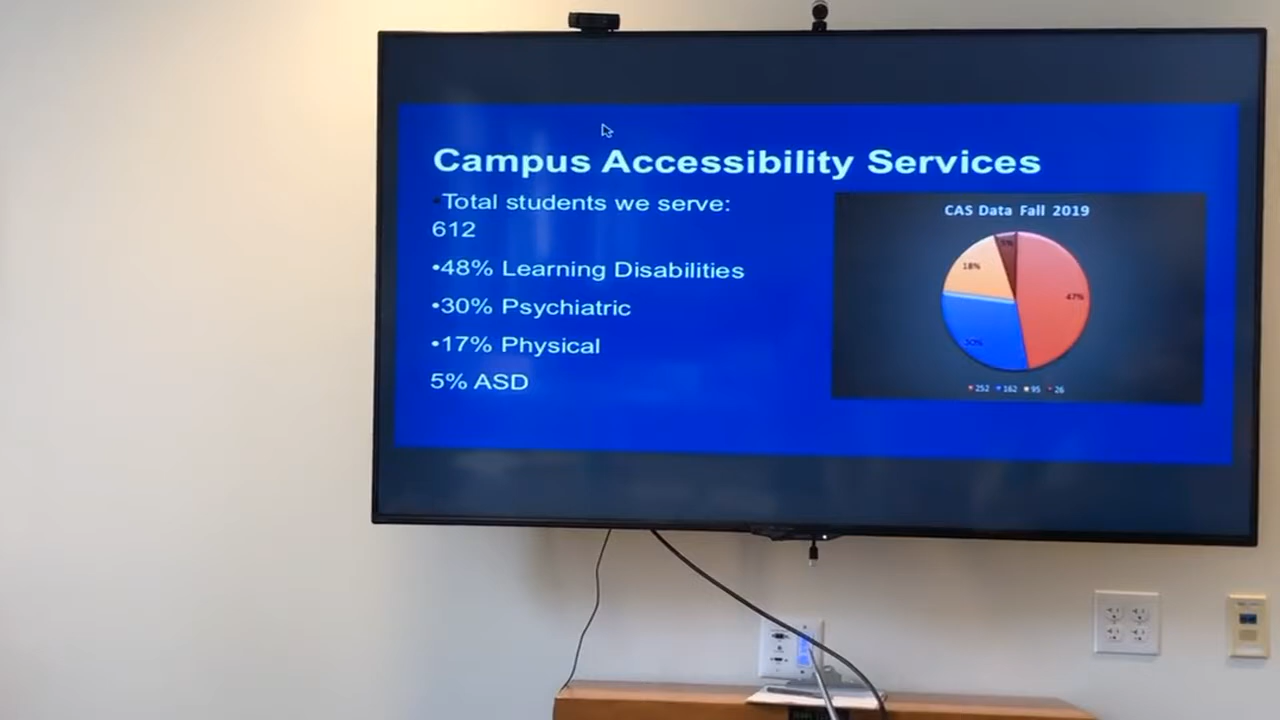 Campus Accessibility Services
•Total students we serve:
612
•48% Learning Disabilities
•30% Psychiatric
•17% Physical
5% ASD
CAS Data Fall 2019
5%
18%
47%
30%
252 162 95 26